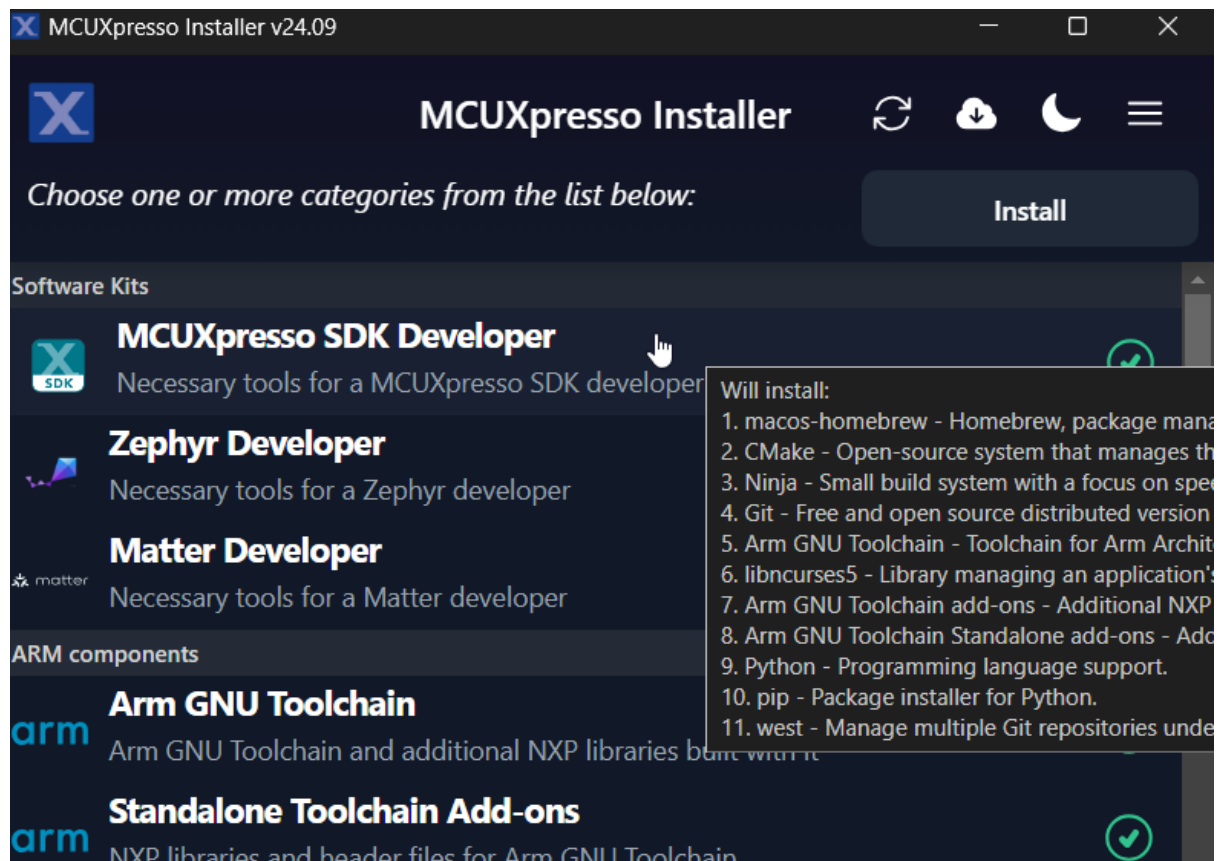 MCUXpresso Installer v24.09
MCUXpresso Installer
Choose one or more categories from the list below:
Install
Software Kits
MCUXpresso SDK Developer
SDK
Necessary tools for a MCUXpresso SDK developer
Will install:
1. macos-homebrew - Homebrew, package mana
2. CMake - Open-source system that manages th
3. Ninja - Small build system with a focus on spee
4. Git - Free and open source distributed version
5. Arm GNU Toolchain - Toolchain for Arm Archit
6. libncurses5 - Library managing an application's
7. Arm GNU Toolchain add-ons - Additional NXP
8. Arm GNU Toolchain Standalone add-ons - Add
9. Python - Programming language support.
10. pip - Package installer for Python.
11. west - Manage multiple Git repositories unde
Zephyr Developer
Necessary tools for a Zephyr developer
Matter Developer
matter
Necessary tools for a Matter developer
ARM components
Arm GNU Toolchain
arm
Arm GNU Toolchain and additional NXP libraries built with it
Standalone Toolchain Add-ons
arm
NXP libraries and header files for Arm GNU Toolchain